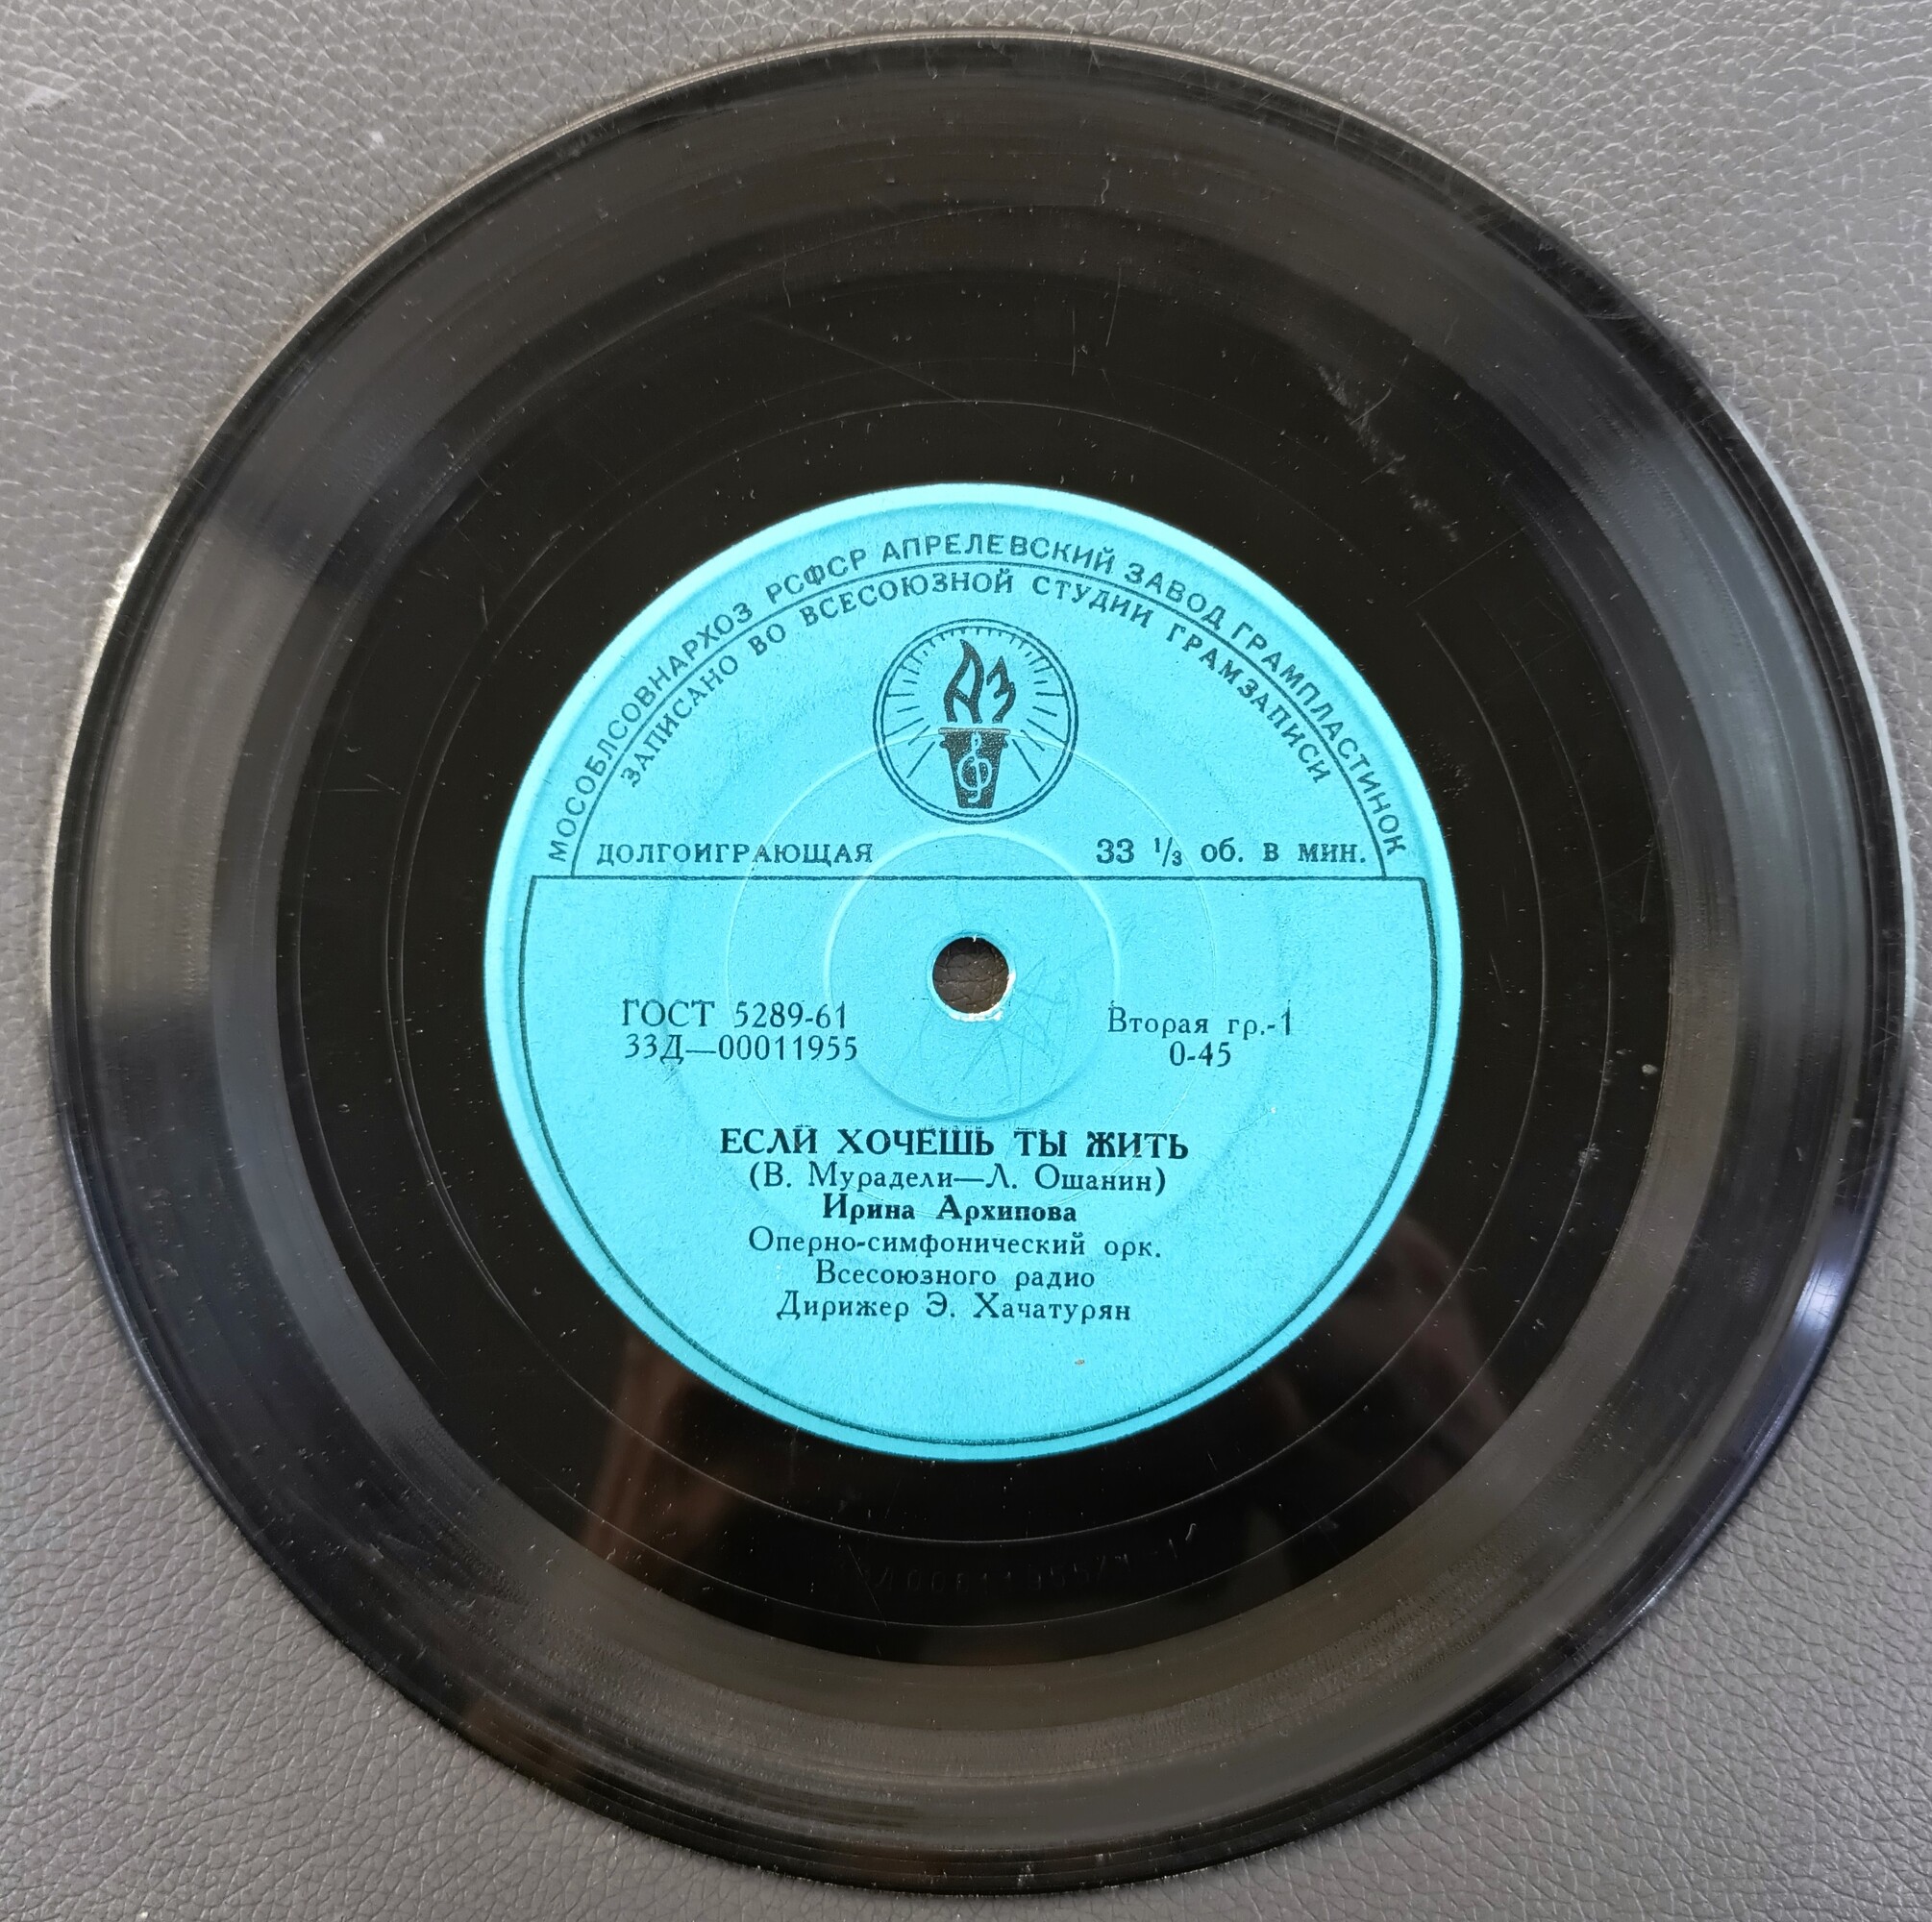 МОСОБЛСОВНАРХОЗ РСФСР АПРЕЛЕВСКИЙ ЗАВОД ГРАМПЛАСТИНОК
ЗАПИСАНО ВО ВСЕСОЮЗНОЙ СТУДИИ ГРАМЗАПИСИ
АЗ
ДОЛГОИГРАЮЩАЯ 33 1/3 об. в мин.
ГОСТ 5289-61
33Д—00011955
Вторая гр.-1
0-45
ЕСЛИ ХОЧЕШЬ ТЫ ЖИТЬ
(В. Мурадели—Л. Ошанин)
Ирина Архипова
Оперно-симфонический орк.
Всесоюзного радио
Дирижер Э. Хачатурян